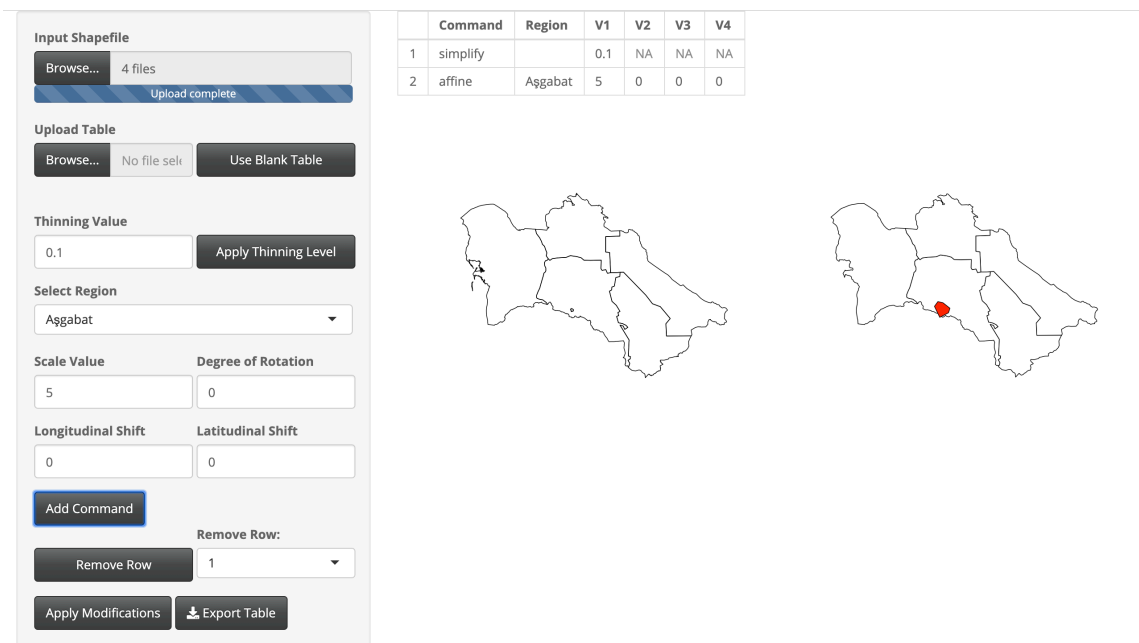 Input Shapefile
Browse... 4 files
Upload complete
Upload Table
Browse... No file sele Use Blank Table
Thinning Value
0.1 Apply Thinning Level
Select Region
Aşgabat
Scale Value Degree of Rotation
5 0
Longitudinal Shift Latitudinal Shift
0 0
Add Command
Remove Row:
Remove Row 1
Apply Modifications Export Table
Command Region V1 V2 V3 V4
1 simplify 0.1 NA NA NA
2 affine Aşgabat 5 0 0 0